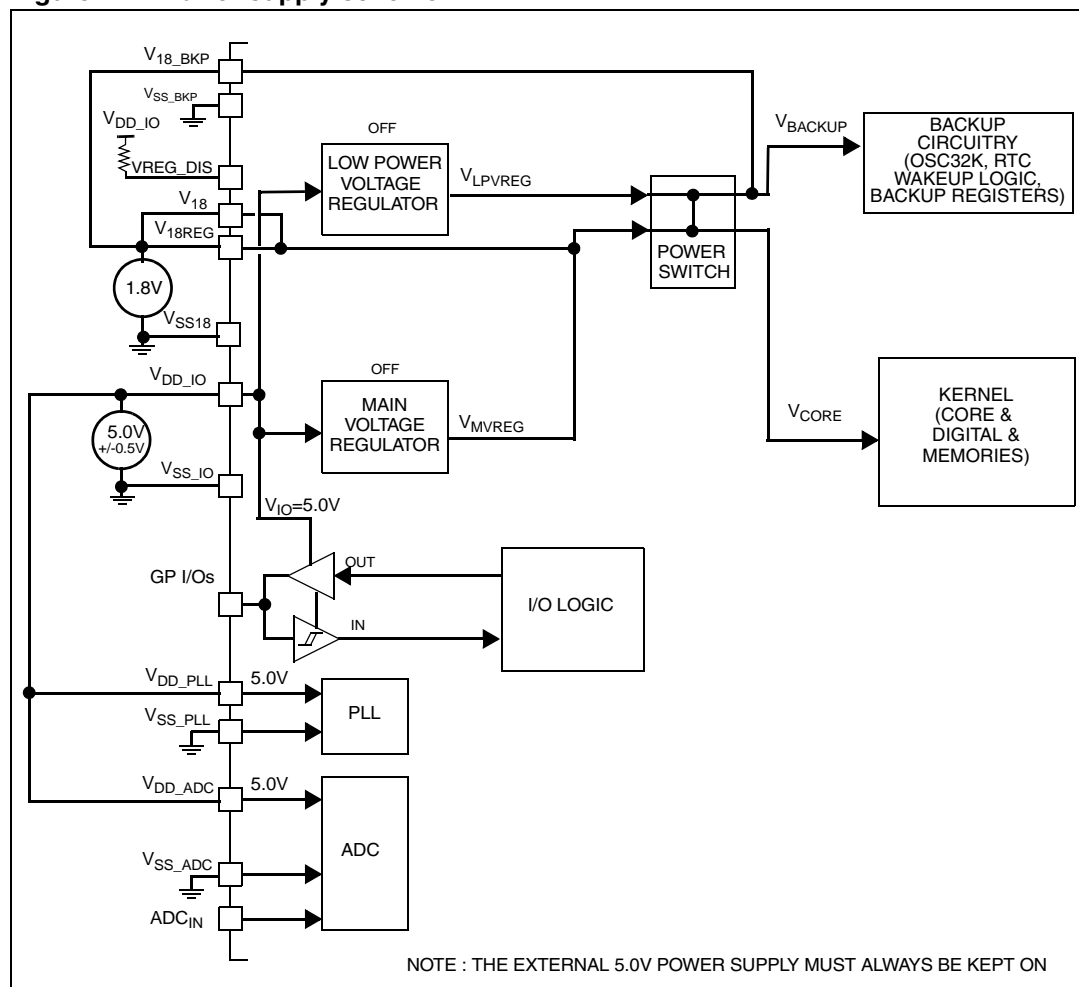 V18_BKP
VSS_BKP
VDD_IO
VREG_DIS
V18
V18REG
1.8V
VSS18
VDD_IO
5.0V
+/-0.5V
VSS_IO
OFF
LOW POWER
VOLTAGE
REGULATOR
VLPVREG
POWER
SWITCH
VBACKUP
BACKUP
CIRCUITRY
(OSC32K, RTC
WAKEUP LOGIC,
BACKUP REGISTERS)
OFF
MAIN
VOLTAGE
REGULATOR
VMVREG
VCORE
KERNEL
(CORE &
DIGITAL &
MEMORIES)
VIO=5.0V
GP I/Os
OUT
IN
I/O LOGIC
VDD_PLL
5.0V
VSS_PLL
PLL
VDD_ADC
5.0V
VSS_ADC
ADCIN
ADC
NOTE : THE EXTERNAL 5.0V POWER SUPPLY MUST ALWAYS BE KEPT ON